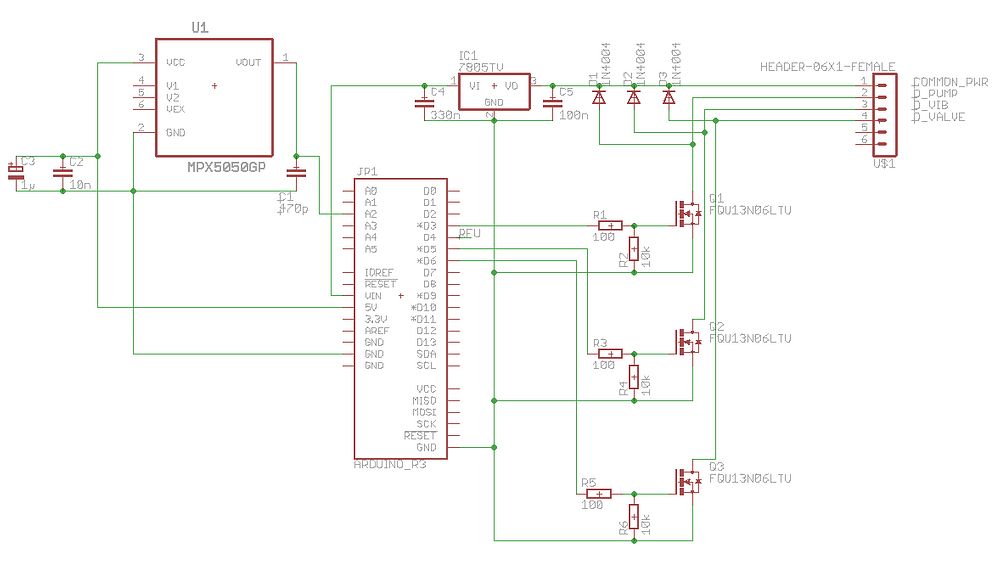 U1
3 VCC VOUT 1
4 V1
5 V2
6 VEX
2 GND
MPX5050GP
C3
1µ
C2
10n
C1
470p
IC1
7805TV
1 VI VO 3
GND
2
C4
330n
C5
100n
D1
1N4004
D2
1N4004
D3
1N4004
HEADER-06X1-FEMALE
1 COMMON_PWR
2 D_PUMP
3 D_VIB
4 D_VALVE
5
6
U$1
JP1
A0 D0
A1 D1
A2 D2
A3 *D3
A4 D4 REU
A5 *D5
*D6
IOREF D7
RESET D8
VIN *D9
5V *D10
3.3V *D11
AREF D12
GND D13
GND SDA
GND SCL
VCC
MISO
MOSI
SCK
RESET
GND
ARDUINO_R3
R1
100
R2
10k
Q1
FQU13N06LTU
R3
100
R4
10k
Q2
FQU13N06LTU
R5
100
R6
10k
Q3
FQU13N06LTU